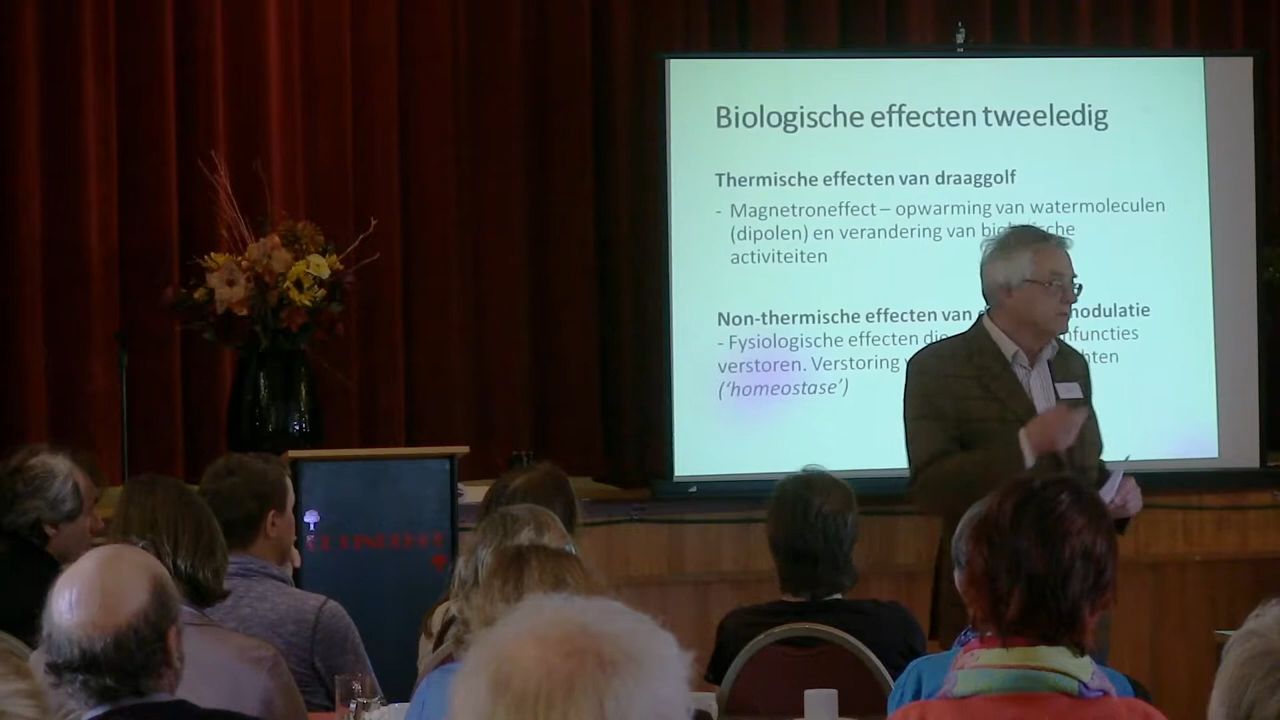 Biologische effecten tweeledig
Thermische effecten van draaggolf
- Magnetroneffect – opwarming van watermoleculen
(dipolen) en verandering van
activiteiten
Non-thermische effecten van
- Fysiologische effecten
verstoren. Verstoring
('homeostase')